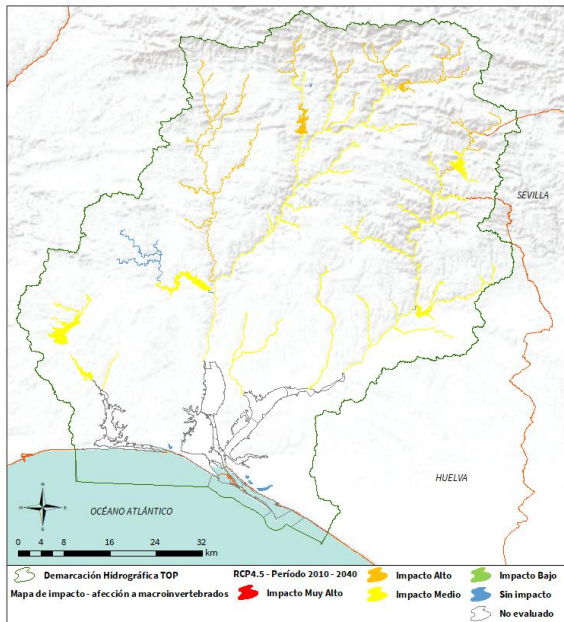 SEVILLA
HUELVA
OCÉANO ATLÁNTICO
N
W E
S
0 4 8 16 24 32
km
Demarcación Hidrográfica TOP
Mapa de impacto - afección a macroinvertebrados
RCP4.5 - Período 2010 - 2040
Impacto Muy Alto
Impacto Alto
Impacto Medio
Impacto Bajo
Sin impacto
No evaluado